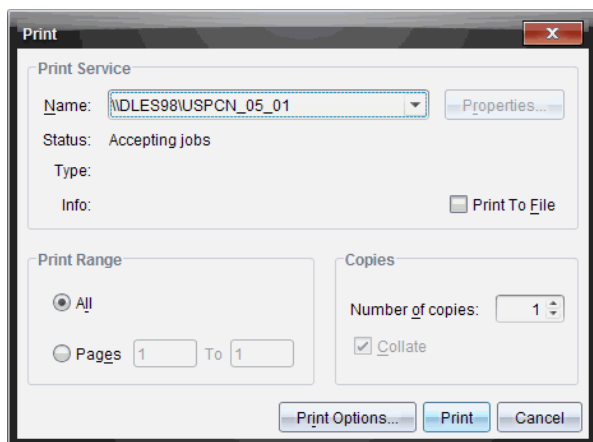 Print
Print Service
Name: \\DLES98\USPCN_05_01 Properties...
Status: Accepting jobs
Type:
Info: Print To File
Print Range
All
Pages 1 To 1
Copies
Number of copies: 1
Collate
Print Options... Print Cancel